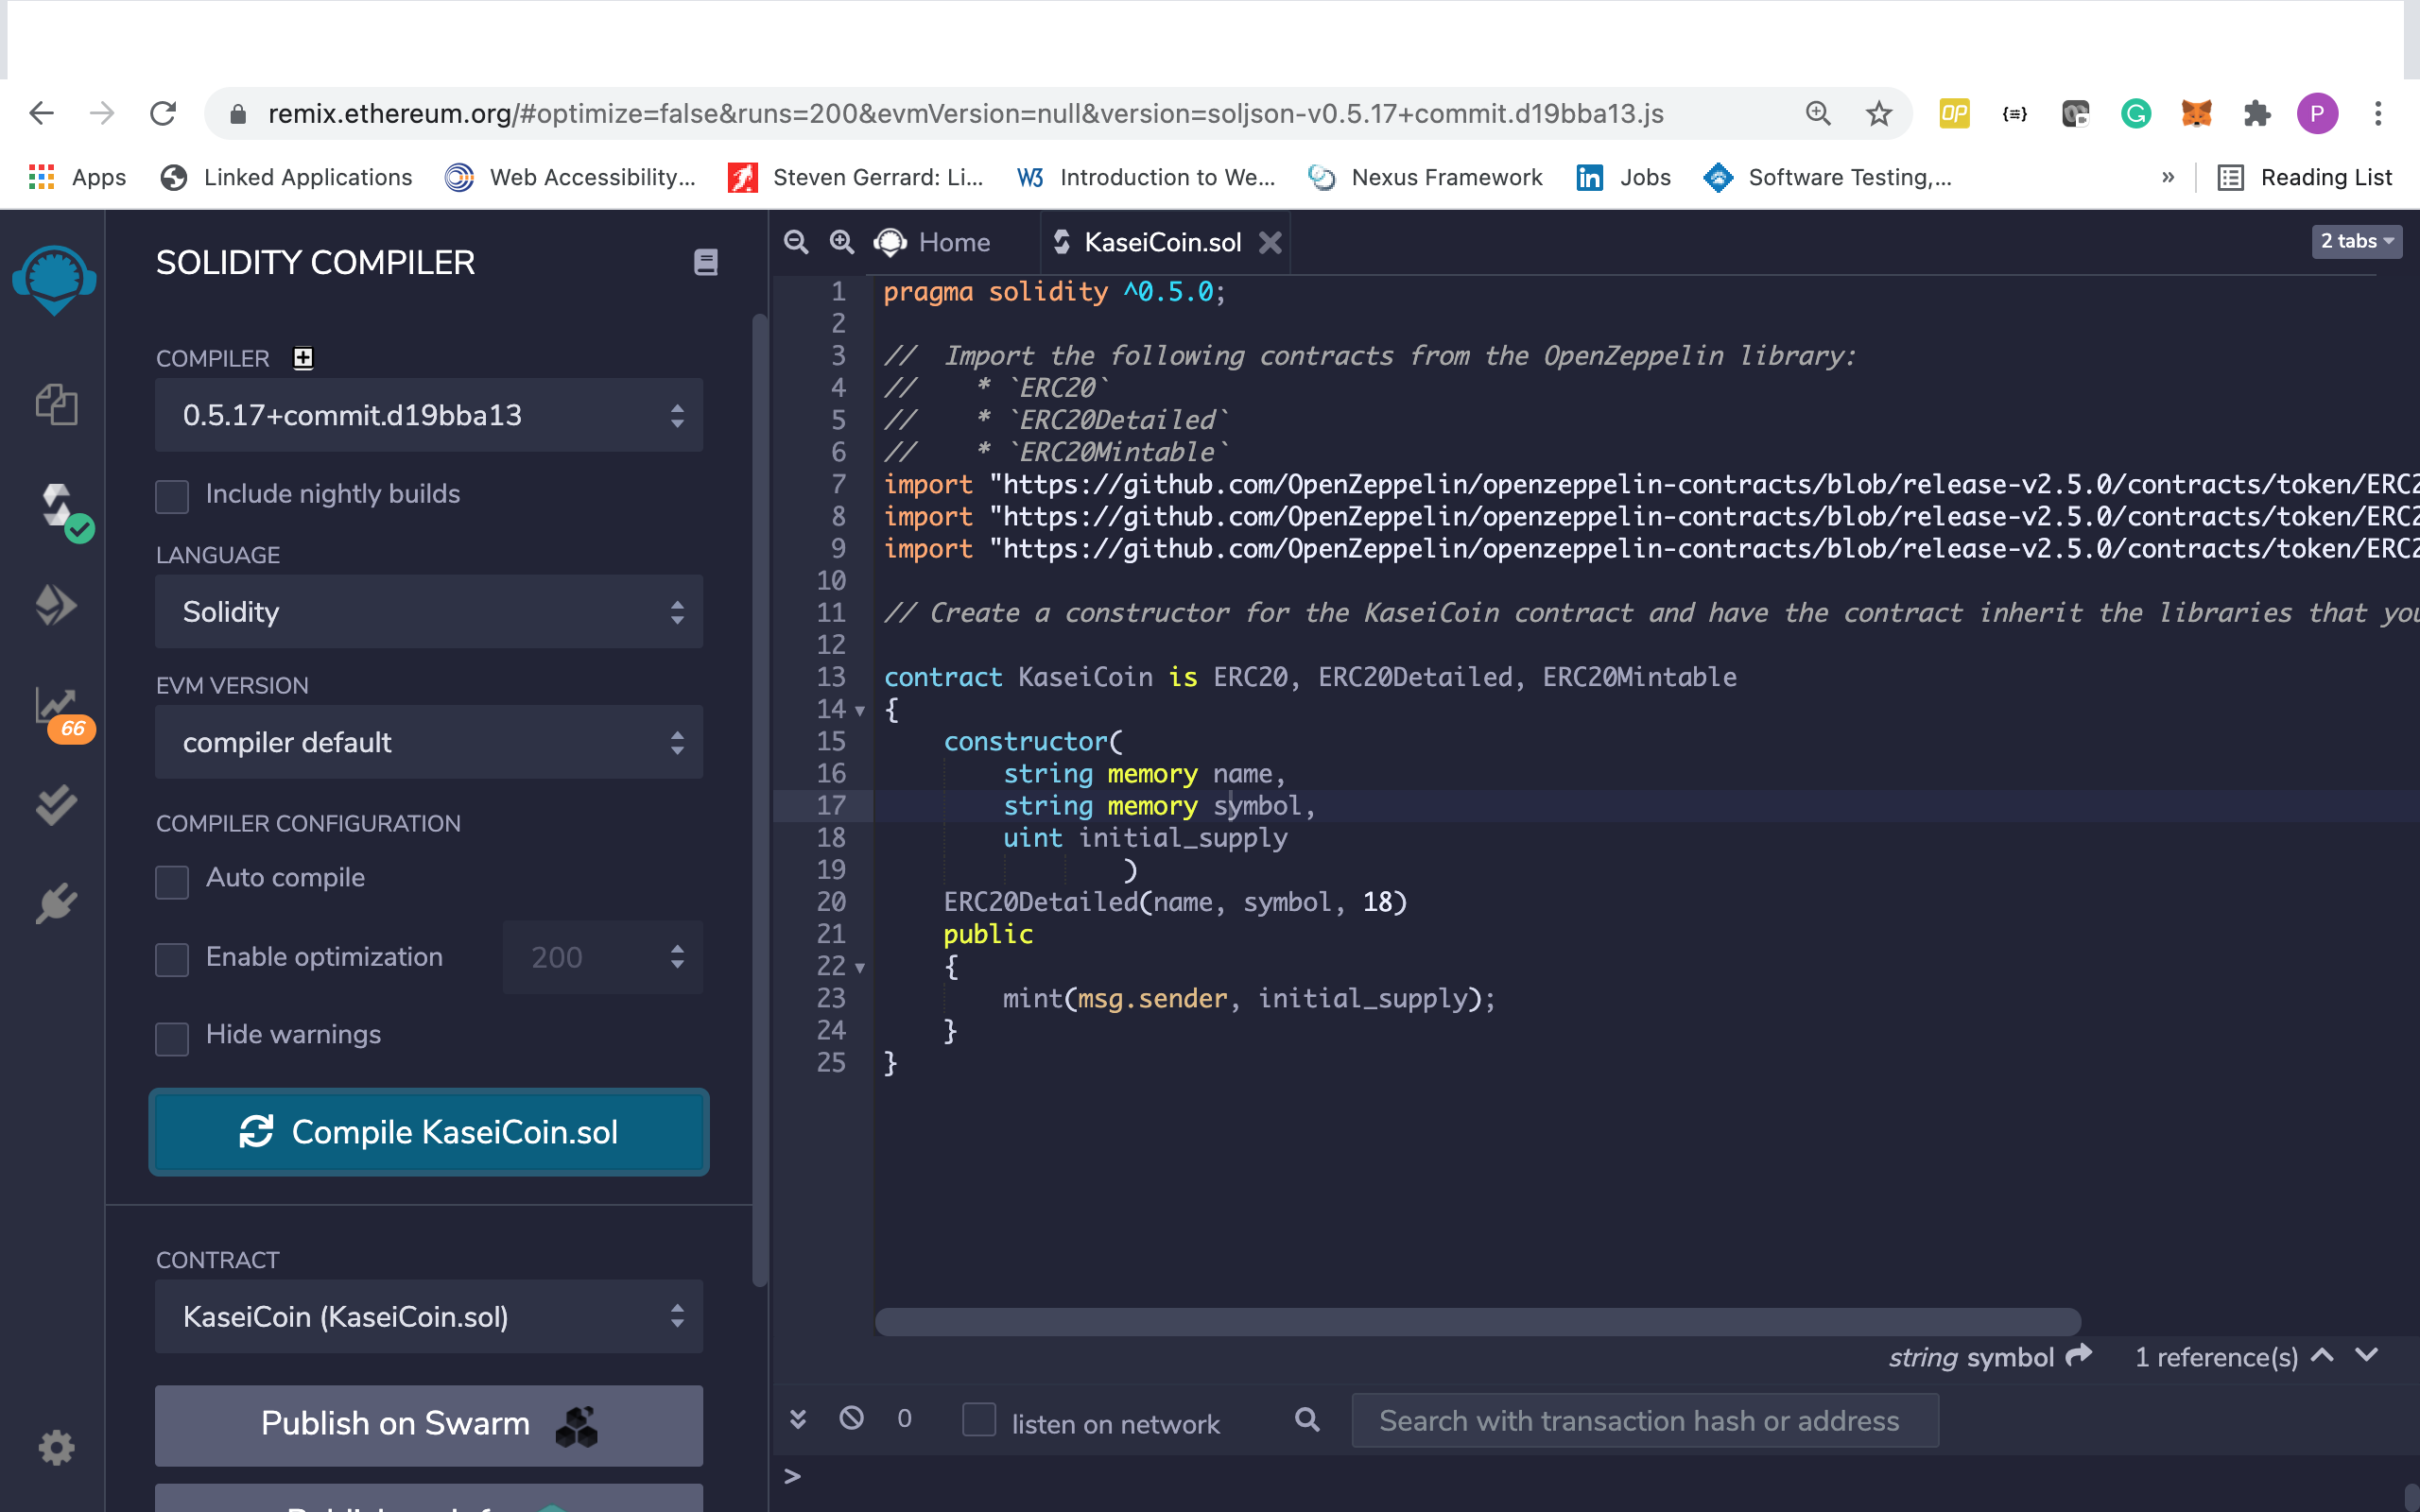 remix.ethereum.org/#optimize=false&runs=200&evmVersion=null&version=soljson-v0.5.17+commit.d19bba13.js
OP
G
P
Apps
Linked Applications
Web Accessibility...
Steven Gerrard: Li...
W3 Introduction to We...
Nexus Framework
in Jobs
Software Testing,...
»
Reading List
SOLIDITY COMPILER
COMPILER
0.5.17+commit.d19bba13
Include nightly builds
LANGUAGE
Solidity
EVM VERSION
compiler default
66
COMPILER CONFIGURATION
Auto compile
Enable optimization
200
Hide warnings
Compile KaseiCoin.sol
CONTRACT
KaseiCoin (KaseiCoin.sol)
Publish on Swarm
Home
KaseiCoin.sol
2 tabs
1 pragma solidity ^0.5.0;
2
3 //  Import the following contracts from the OpenZeppelin library:
4 //    * `ERC20`
5 //    * `ERC20Detailed`
6 //    * `ERC20Mintable`
7 import "https://github.com/OpenZeppelin/openzeppelin-contracts/blob/release-v2.5.0/contracts/token/ERC2
8 import "https://github.com/OpenZeppelin/openzeppelin-contracts/blob/release-v2.5.0/contracts/token/ERC2
9 import "https://github.com/OpenZeppelin/openzeppelin-contracts/blob/release-v2.5.0/contracts/token/ERC2
10
11 // Create a constructor for the KaseiCoin contract and have the contract inherit the libraries that you
12
13 contract KaseiCoin is ERC20, ERC20Detailed, ERC20Mintable
14 {
15     constructor(
16         string memory name,
17         string memory symbol,
18         uint initial_supply
19                 )
20     ERC20Detailed(name, symbol, 18)
21     public
22     {
23         mint(msg.sender, initial_supply);
24     }
25 }
string symbol
1 reference(s)
0
listen on network
Search with transaction hash or address
>